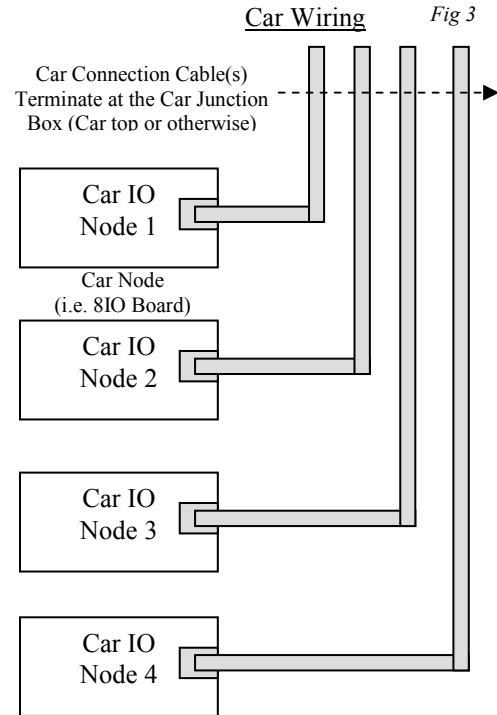 Car Wiring
Fig 3
Car Connection Cable(s)
Terminate at the Car Junction
Box (Car top or otherwise)
Car IO
Node 1
Car Node
(i.e. 8IO Board)
Car IO
Node 2
Car IO
Node 3
Car IO
Node 4